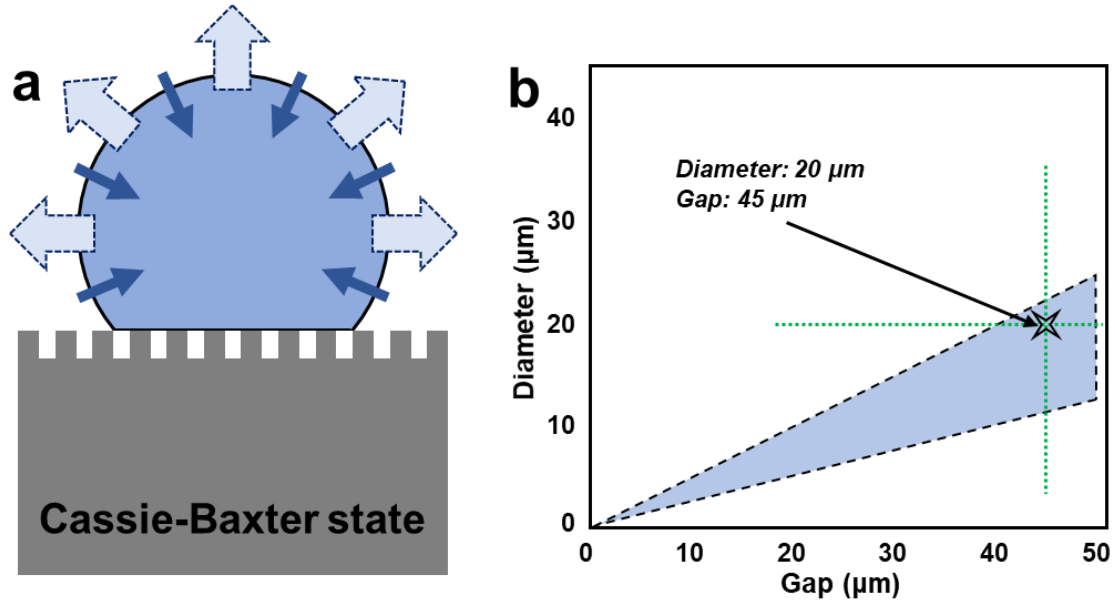 a
Cassie-Baxter state
b
Diameter: 20 µm
Gap: 45 µm
Diameter (µm)
40
30
20
10
0
0 10 20 30 40 50
Gap (µm)